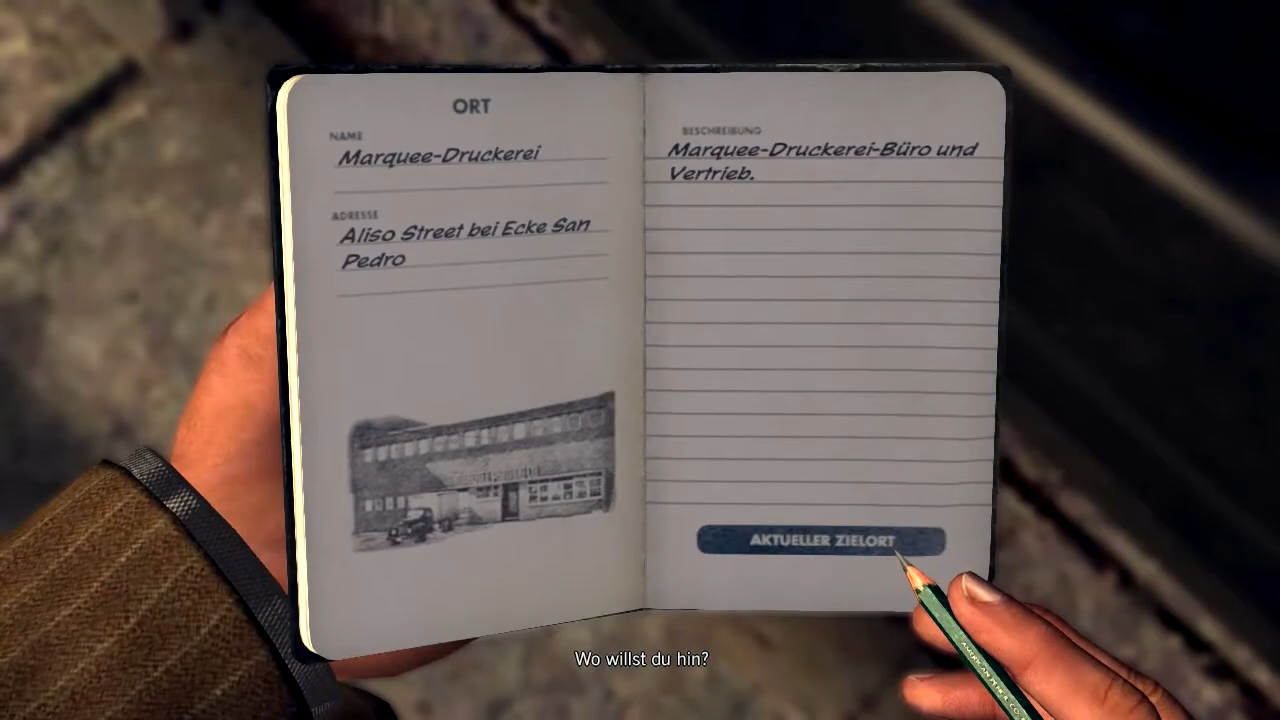 ORT
NAME
Marquee-Druckerei
ADRESSE
Aliso Street bei Ecke San
Pedro
BESCHREIBUNG
Marquee-Druckerei-Büro und
Vertrieb.
AKTUELLER ZIELORT
Wo willst du hin?